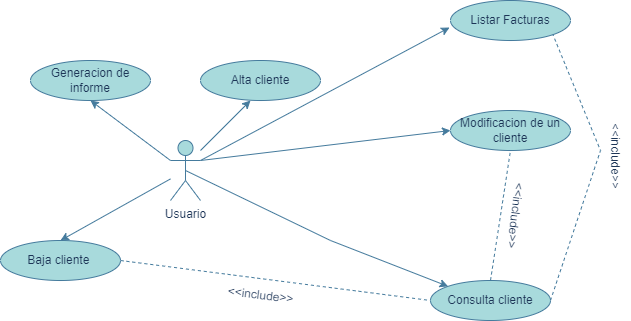 Listar Facturas
Generacion de
informe
Alta cliente
Modificacion de un
cliente
<<include>>
<<include>>
Usuario
Baja cliente
<<include>>
Consulta cliente